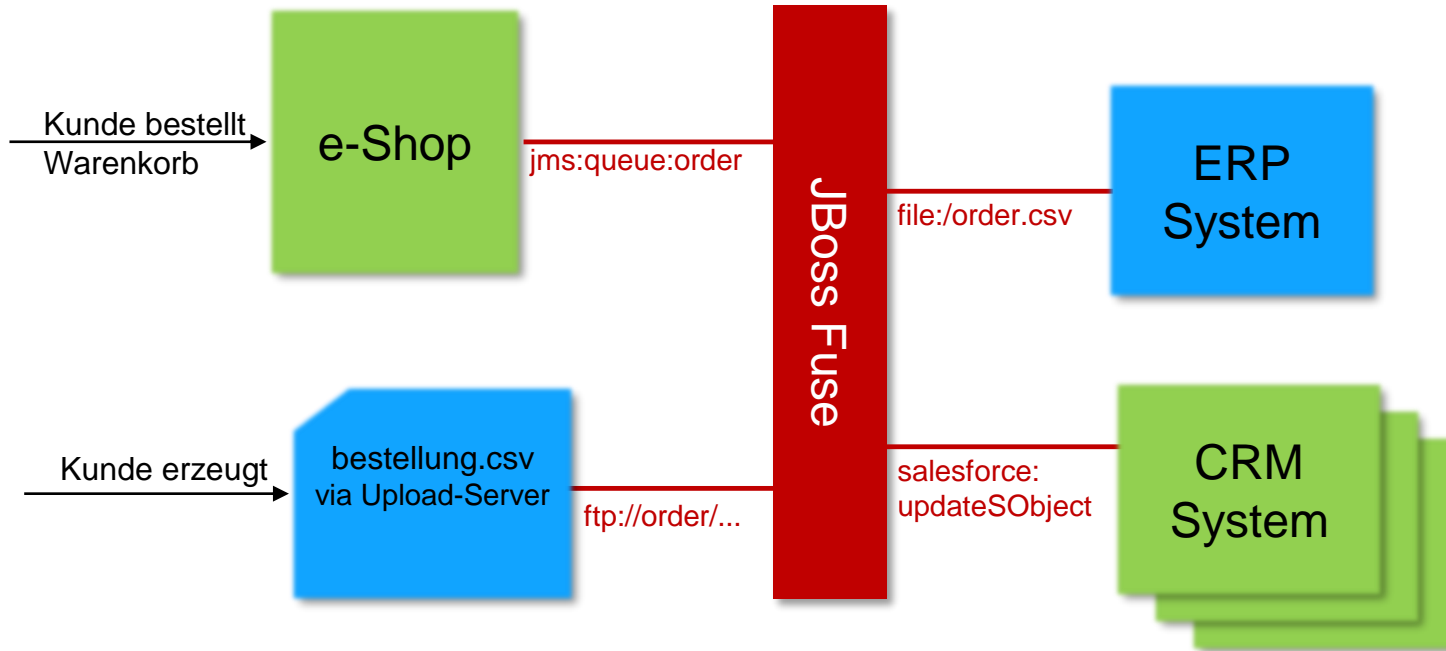 Kunde bestellt
Warenkorb
e-Shop
jms:queue:order
Kunde erzeugt
bestellung.csv
via Upload-Server
ftp://order/...
JBoss Fuse
file:/order.csv
ERP
System
salesforce:
updateSObject
CRM
System